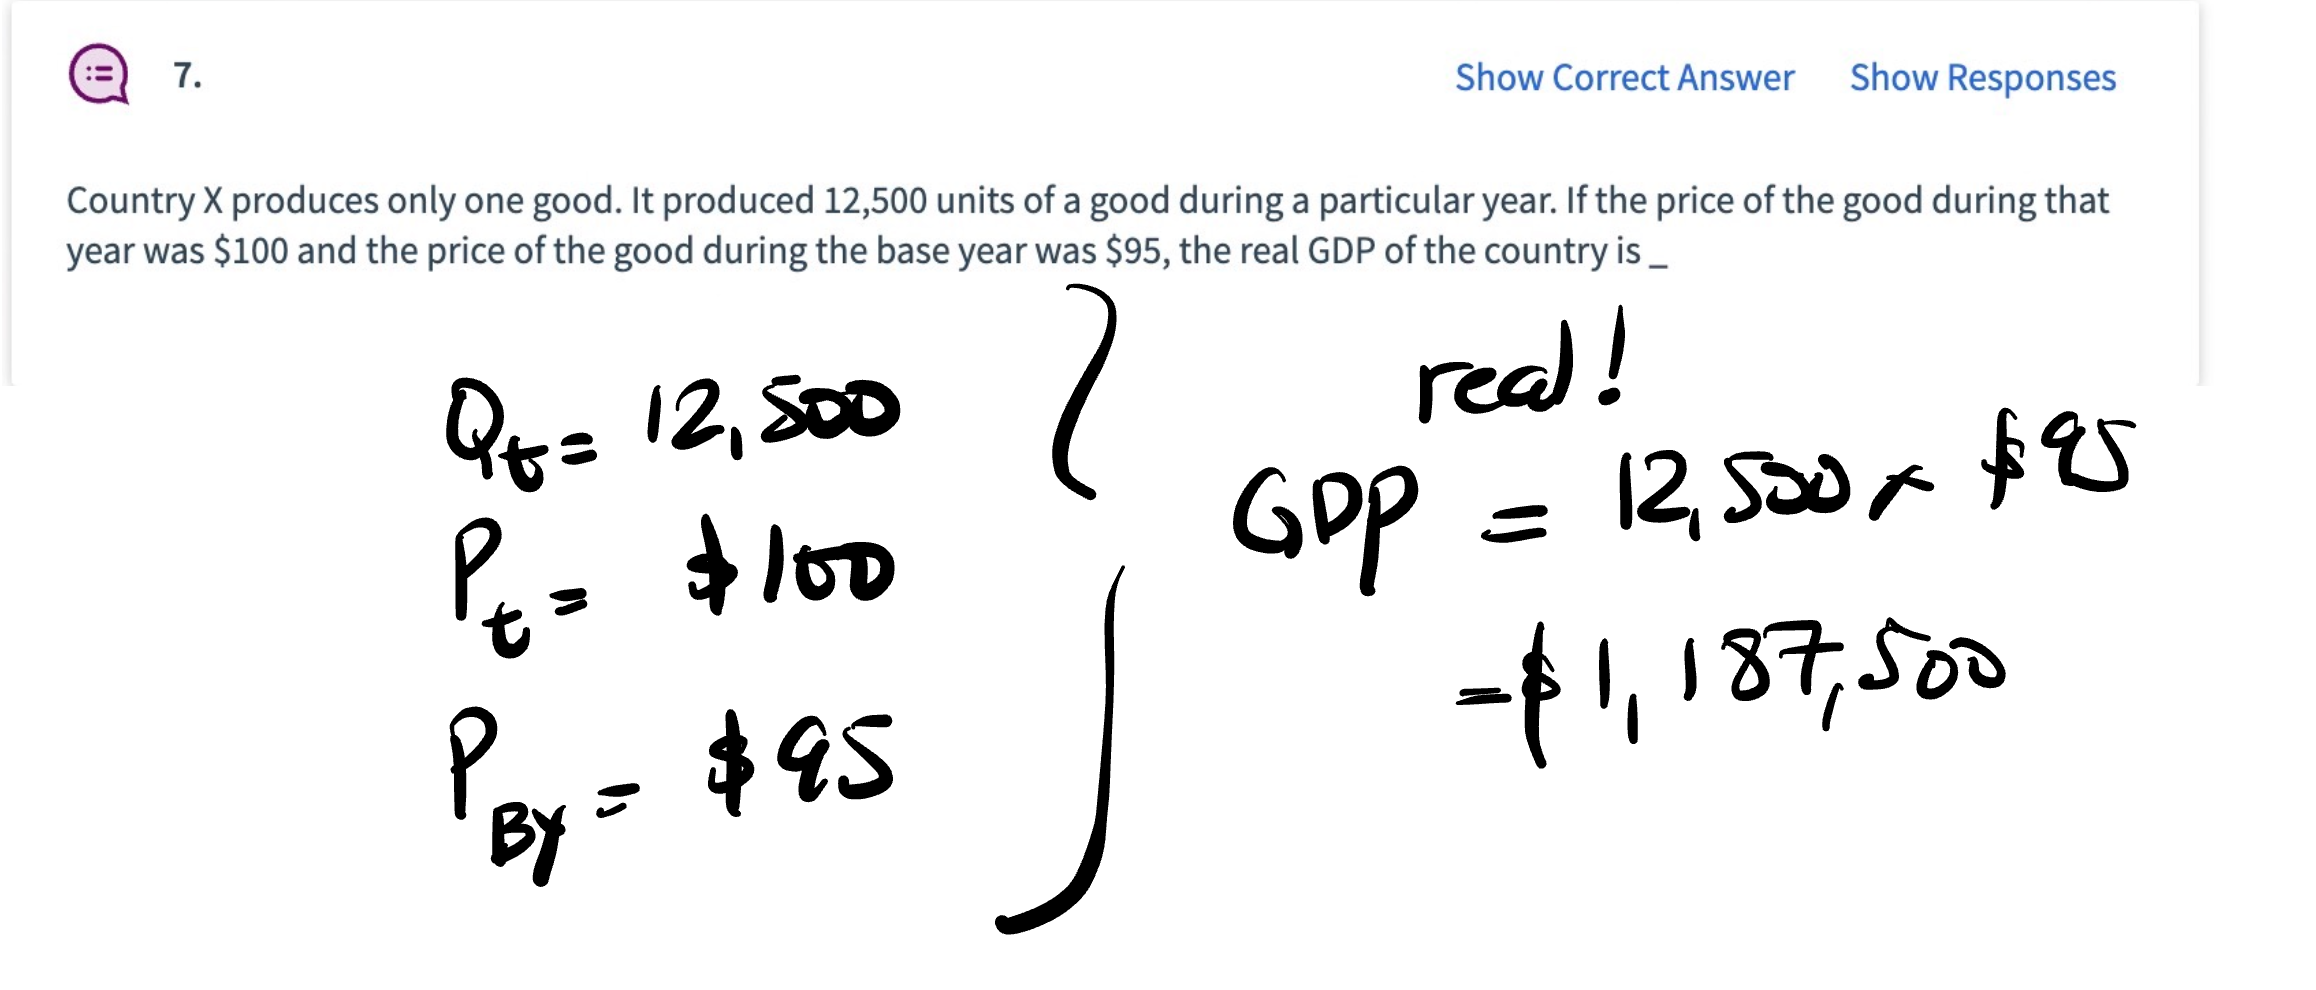 7.
Show Correct Answer Show Responses
Country X produces only one good. It produced 12,500 units of a good during a particular year. If the price of the good during that
year was $100 and the price of the good during the base year was $95, the real GDP of the country is _
Qt = 12,500
Pt = $100
PBY = $95
real!
GDP = 12,500 x $95
= $1,187,500